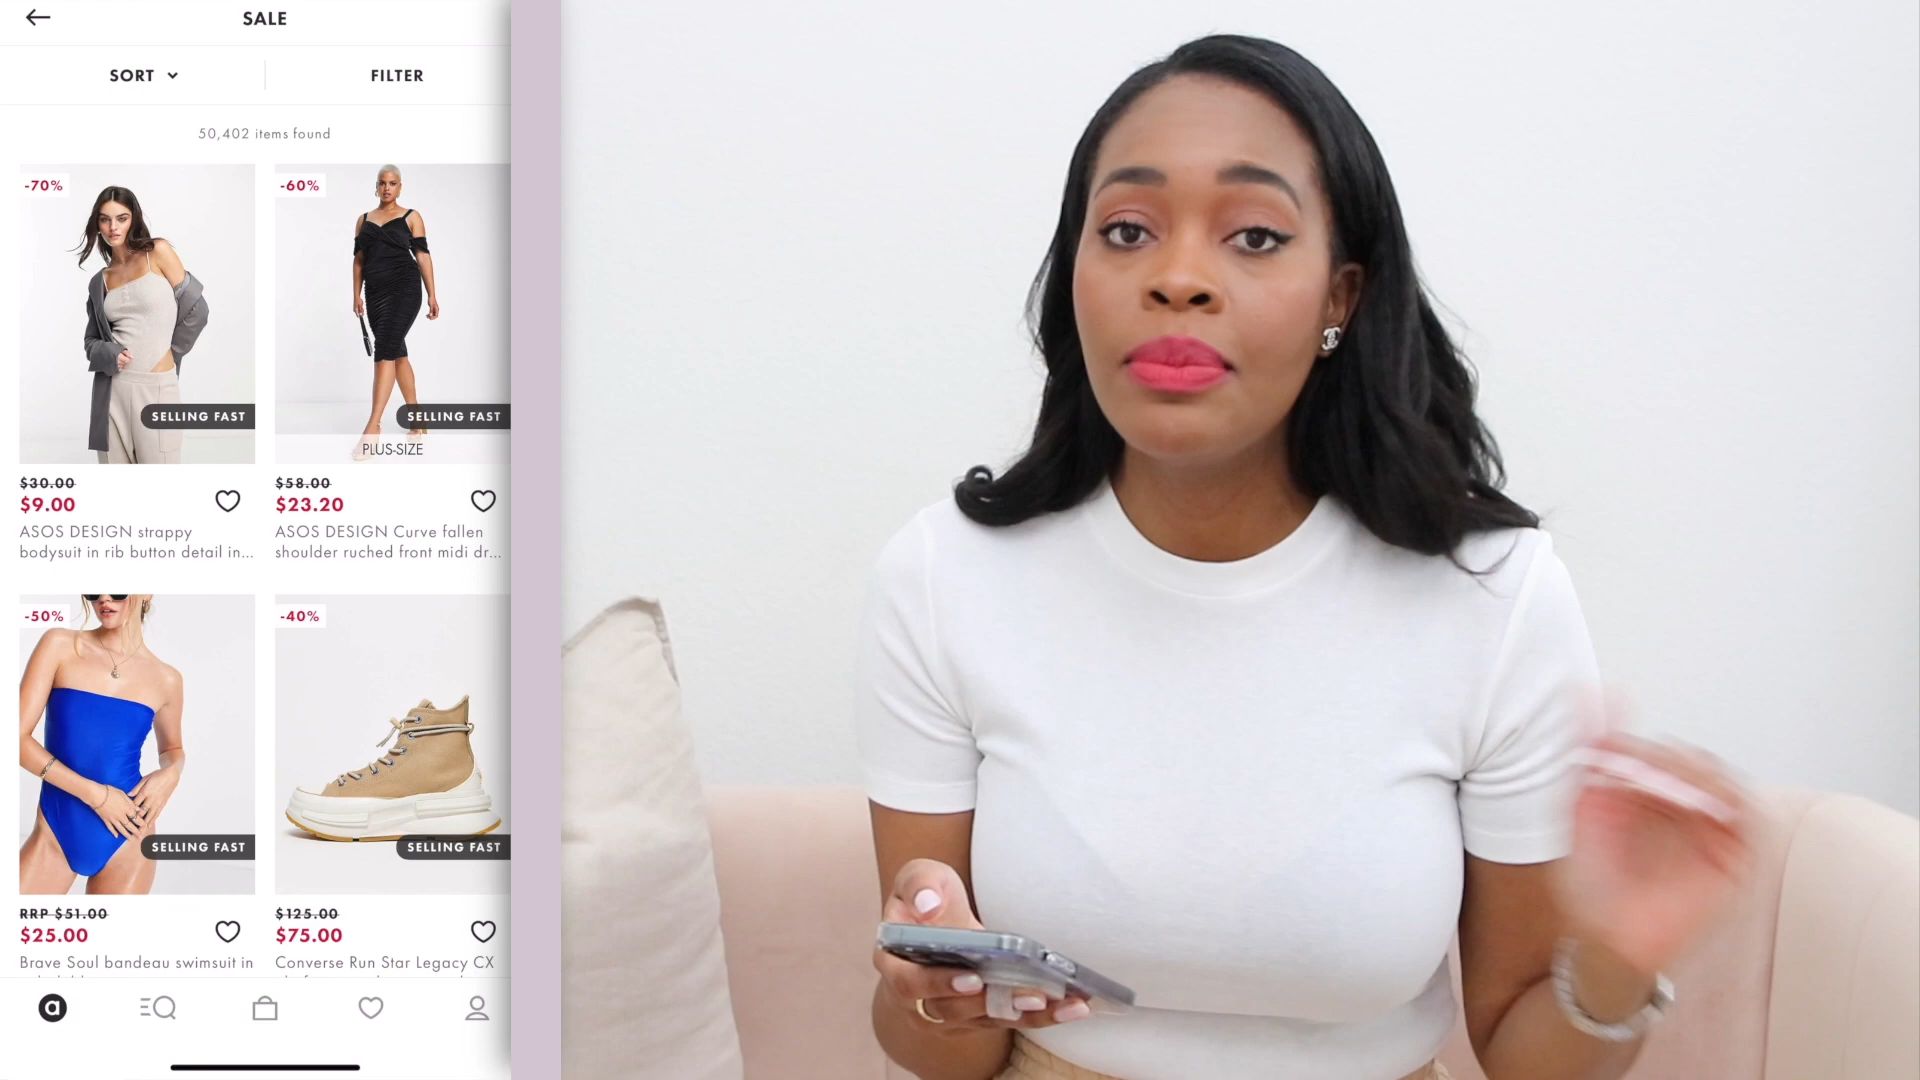 SALE
SORT
FILTER
50,402 items found
-70%
-60%
SELLING FAST
SELLING FAST
PLUS-SIZE
$30.00
$58.00
$9.00
$23.20
ASOS DESIGN strappy
bodysuit in rib button detail in...
ASOS DESIGN Curve fallen
shoulder ruched front midi dr...
-50%
-40%
SELLING FAST
SELLING FAST
RRP $51.00
$125.00
$25.00
$75.00
Brave Soul bandeau swimsuit in
Converse Run Star Legacy CX
a